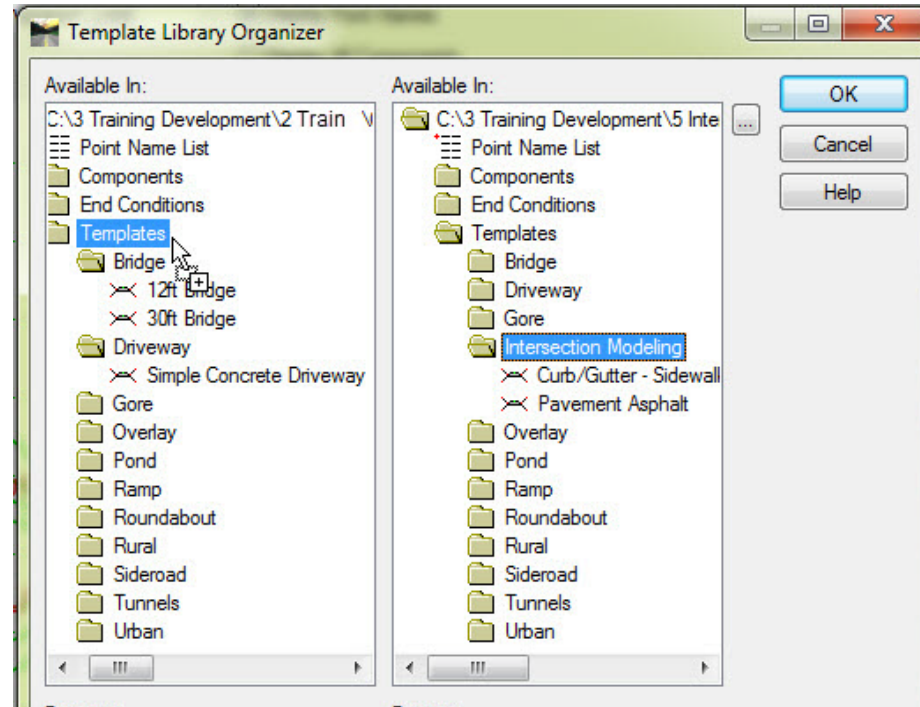 Template Library Organizer
Available In:
C:\3 Training Development\2 Train
Point Name List
Components
End Conditions
Templates
Bridge
12ft Bridge
30ft Bridge
Driveway
Simple Concrete Driveway
Gore
Overlay
Pond
Ramp
Roundabout
Rural
Sideroad
Tunnels
Urban
Available In:
C:\3 Training Development\5 Inte
Point Name List
Components
End Conditions
Templates
Bridge
Driveway
Gore
Intersection Modeling
Curb/Gutter - Sidewall
Pavement Asphalt
Overlay
Pond
Ramp
Roundabout
Rural
Sideroad
Tunnels
Urban
...
OK
Cancel
Help